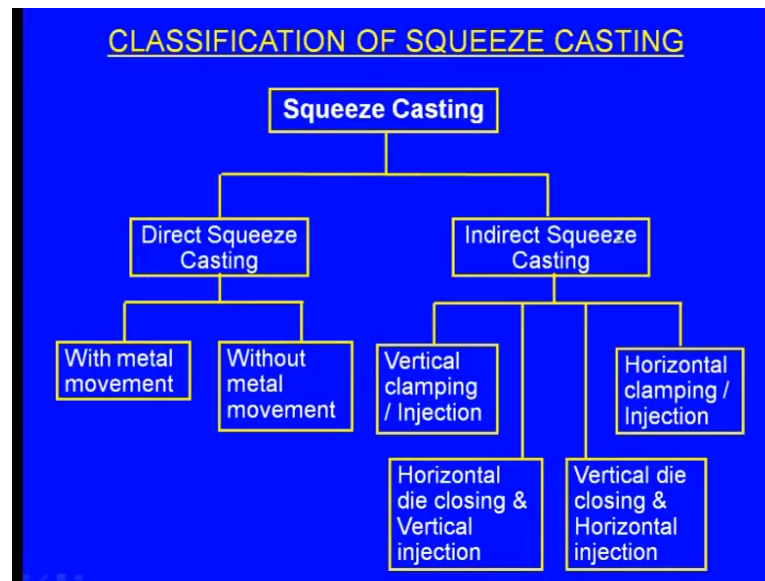 CLASSIFICATION OF SQUEEZE CASTING
Squeeze Casting
Direct Squeeze
Casting
Indirect Squeeze
Casting
With metal
movement
Without
metal
movement
Vertical
clamping
/ Injection
Horizontal
clamping /
Injection
Horizontal
die closing &
Vertical
injection
Vertical die
closing &
Horizontal
injection